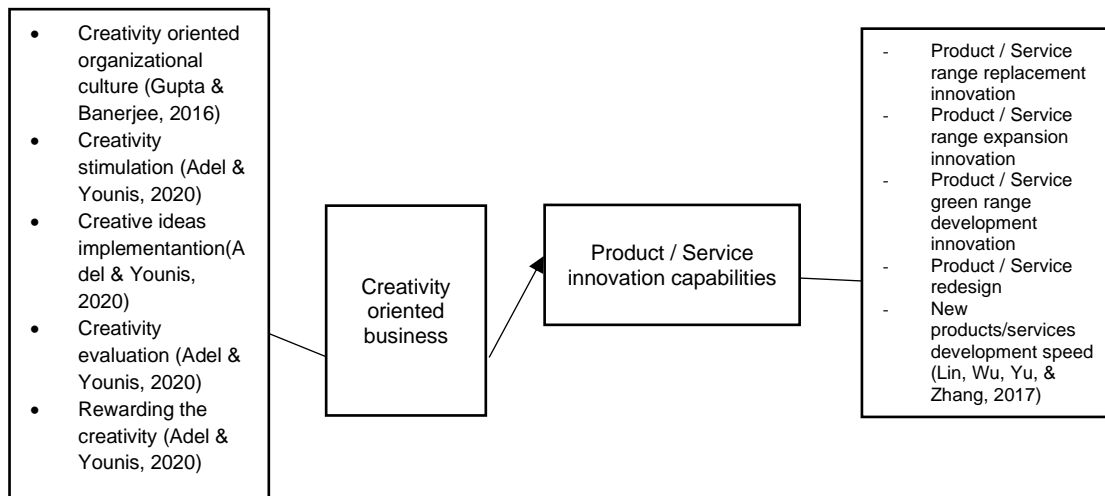 • Creativity oriented
organizational
culture (Gupta &
Banerjee, 2016)
• Creativity
stimulation (Adel &
Younis, 2020)
• Creative ideas
implementantion(A
del & Younis,
2020)
• Creativity
evaluation (Adel &
Younis, 2020)
• Rewarding the
creativity (Adel &
Younis, 2020)
Creativity
oriented
business
Product / Service
innovation capabilities
- Product / Service
range replacement
innovation
- Product / Service
range expansion
innovation
- Product / Service
green range
development
innovation
- Product / Service
redesign
- New
products/services
development speed
(Lin, Wu, Yu, &
Zhang, 2017)